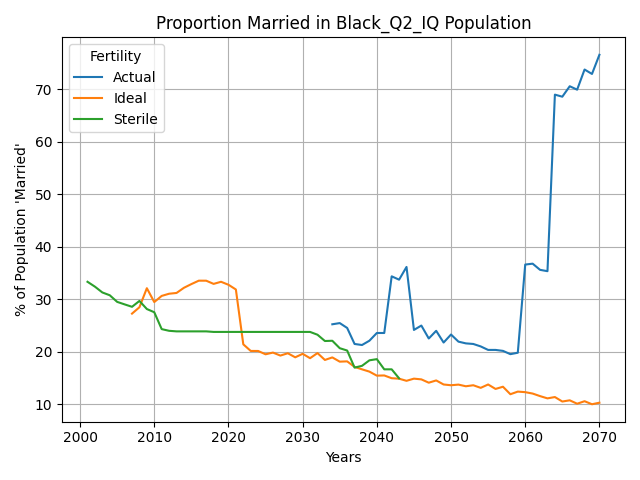 Proportion Married in Black_Q2_IQ Population
% of Population 'Married'
70
60
50
40
30
20
10
Fertility
Actual
Ideal
Sterile
2000 2010 2020 2030 2040 2050 2060 2070
Years